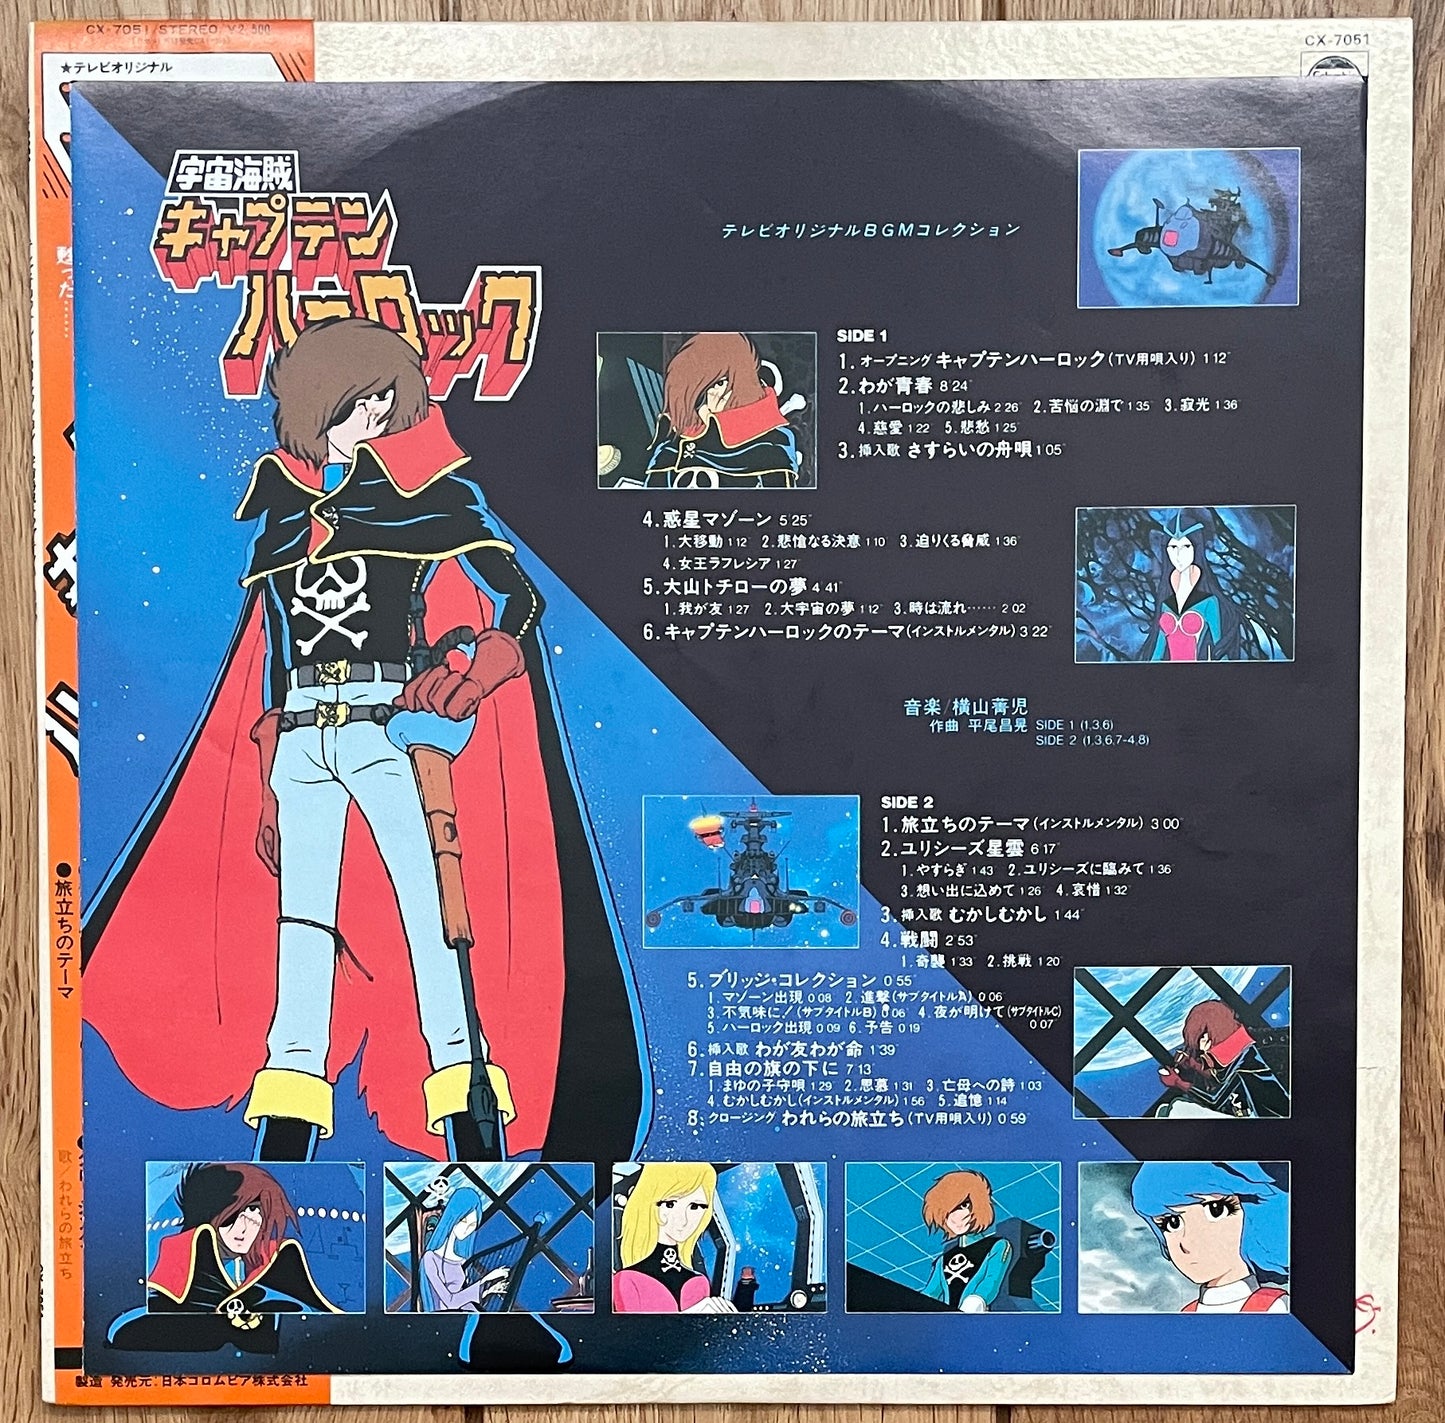 CX-7051/STEREO/¥2,500
CX-7051
★テレビオリジナル
宇宙海賊
キャプテン
ハーロック
テレビオリジナルBGMコレクション
SIDE 1
1. オープニング キャプテンハーロック(TV用唄入り) 1'12"
2. わが青春 8'24"
1. ハーロックの悲しみ 2'26 2. 苦悩の淵で 1'35" 3. 寂光 1'36"
4. 慈愛 1'22 5. 悲愁 1'25"
3. 挿入歌 さすらいの舟唄 1'05"
4. 惑星マゾーン 5'25"
1. 大移動 1'12 2. 悲愴なる決意 1'10 3. 迫りくる脅威 1'36"
4. 女王ラフレシア 1'27"
5. 大山トチローの夢 4'41"
1. 我が友 1'27 2. 大宇宙の夢 1'12" 3. 時は流れ…… 2'02
6. キャプテンハーロックのテーマ(インストルメンタル) 3'22"
音楽/横山菁児
作曲 平尾昌晃 SIDE 1 (1,3,6)
SIDE 2 (1,3,6,7-4,8)
SIDE 2
1. 旅立ちのテーマ(インストルメンタル) 3'00"
2. ユリシーズ星雲 6'17"
1. やすらぎ 1'43 2. ユリシーズに臨みて 1'36
3. 想い出に込めて 1'26 4. 哀惜 1'32"
3. 挿入歌 むかしむかし 1'44"
4. 戦闘 2'53"
1. 奇襲 1'33 2. 挑戦 1'20"
5. ブリッジ・コレクション 0'55"
1. マゾーン出現 0'08 2. 進撃(サブタイトルA) 0'06"
3. 不気味に!(サブタイトルB) 0'06" 4. 夜が明けて(サブタイトルC)
0'07"
5. ハーロック出現 0'09 6. 予告 0'19
6. 挿入歌 わが友わが命 1'39"
7. 自由の旗の下に 7'13"
1. まゆの子守唄 1'29 2. 思慕 1'31 3. 亡母への詩 1'03
4. むかしむかし(インストルメンタル) 1'56 5. 追憶 1'14
8. クロージング われらの旅立ち(TV用唄入り) 0'59
甦った……
●旅立ちのテーマ
歌/われらの旅立ち
製造 発売元:日本コロムビア株式会社